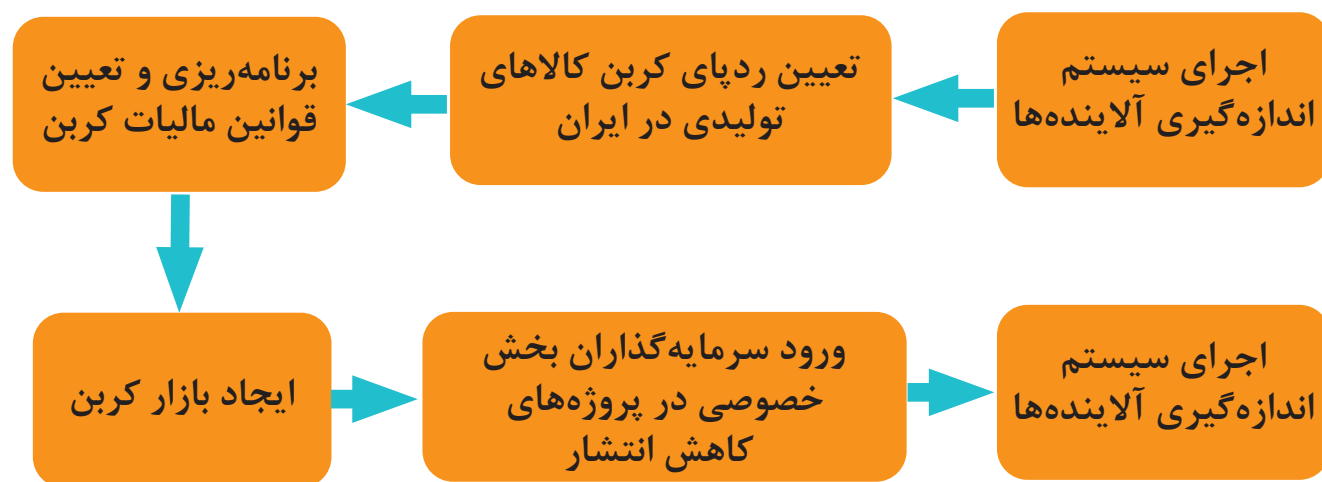 اجرای سیستم
اندازه‌گیری آلاینده‌ها
تعیین ردپای کربن کالاهای
تولیدی در ایران
برنامه‌ریزی و تعیین
قوانین مالیات کربن
ایجاد بازار کربن
ورود سرمایه‌گذاران بخش
خصوصی در پروژه‌های
کاهش انتشار
اجرای سیستم
اندازه‌گیری آلاینده‌ها